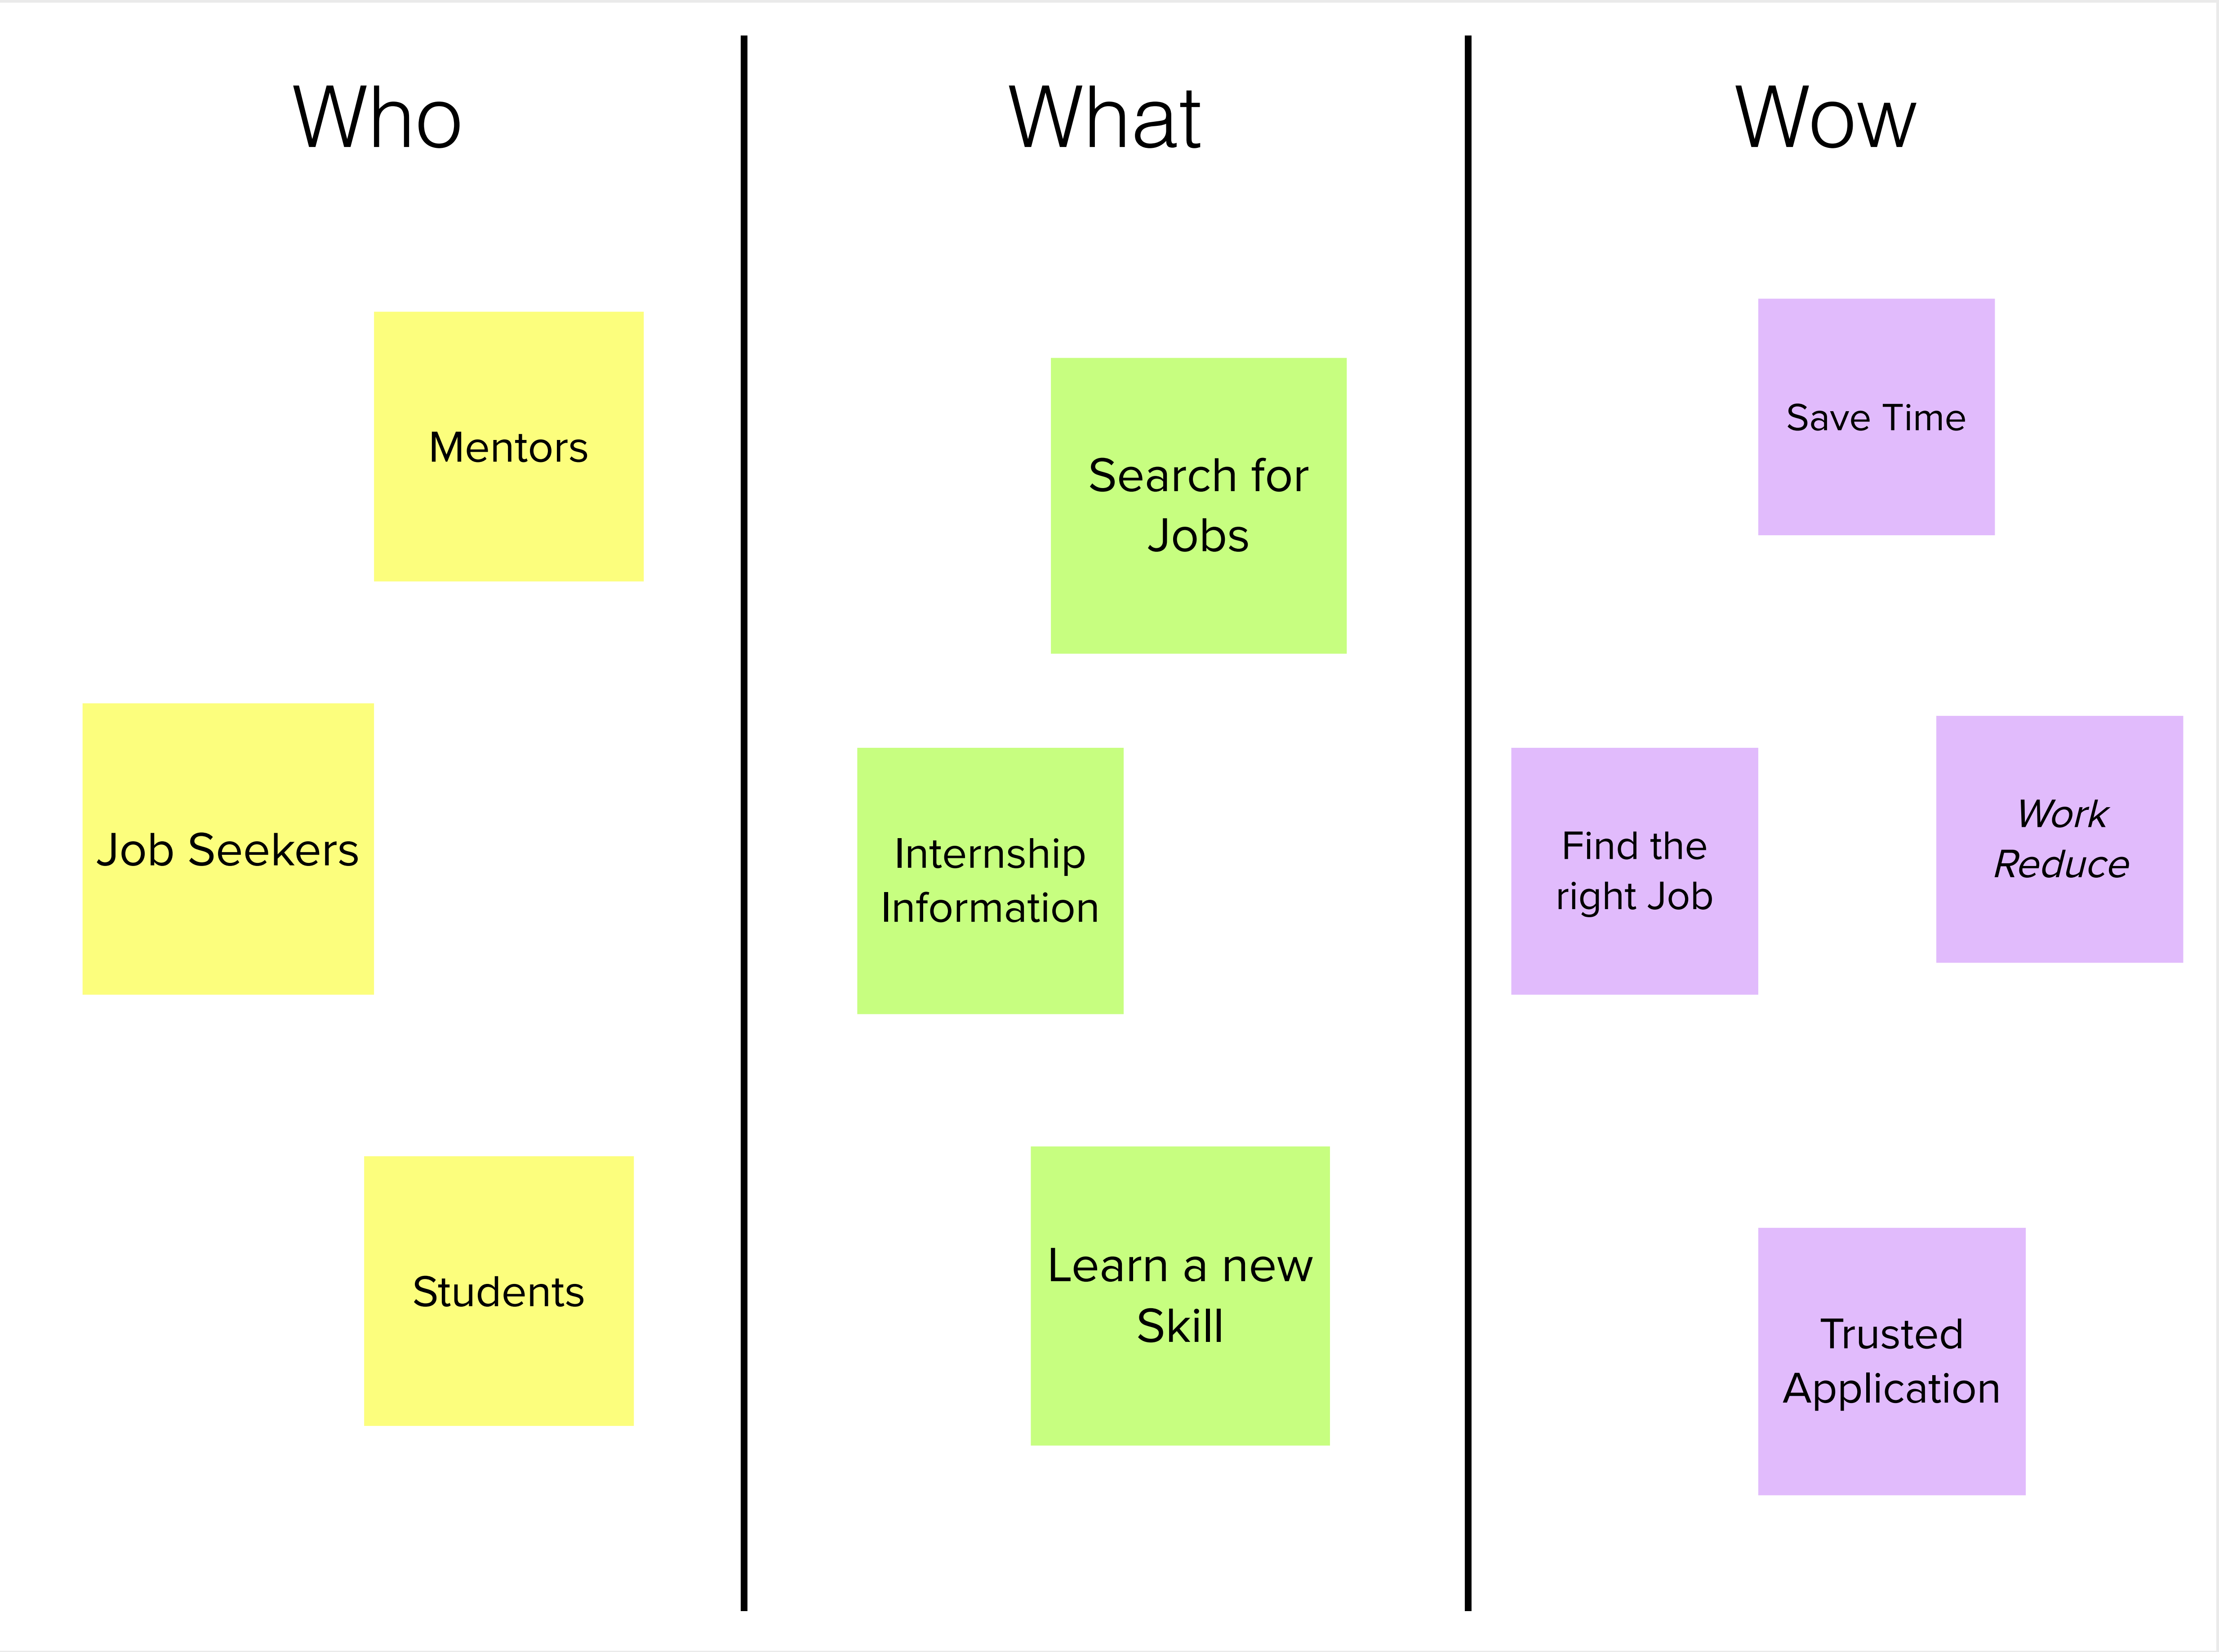 Who
Mentors
Job Seekers
Students
What
Search for
Jobs
Internship
Information
Learn a new
Skill
Wow
Save Time
Find the
right Job
Work
Reduce
Trusted
Application